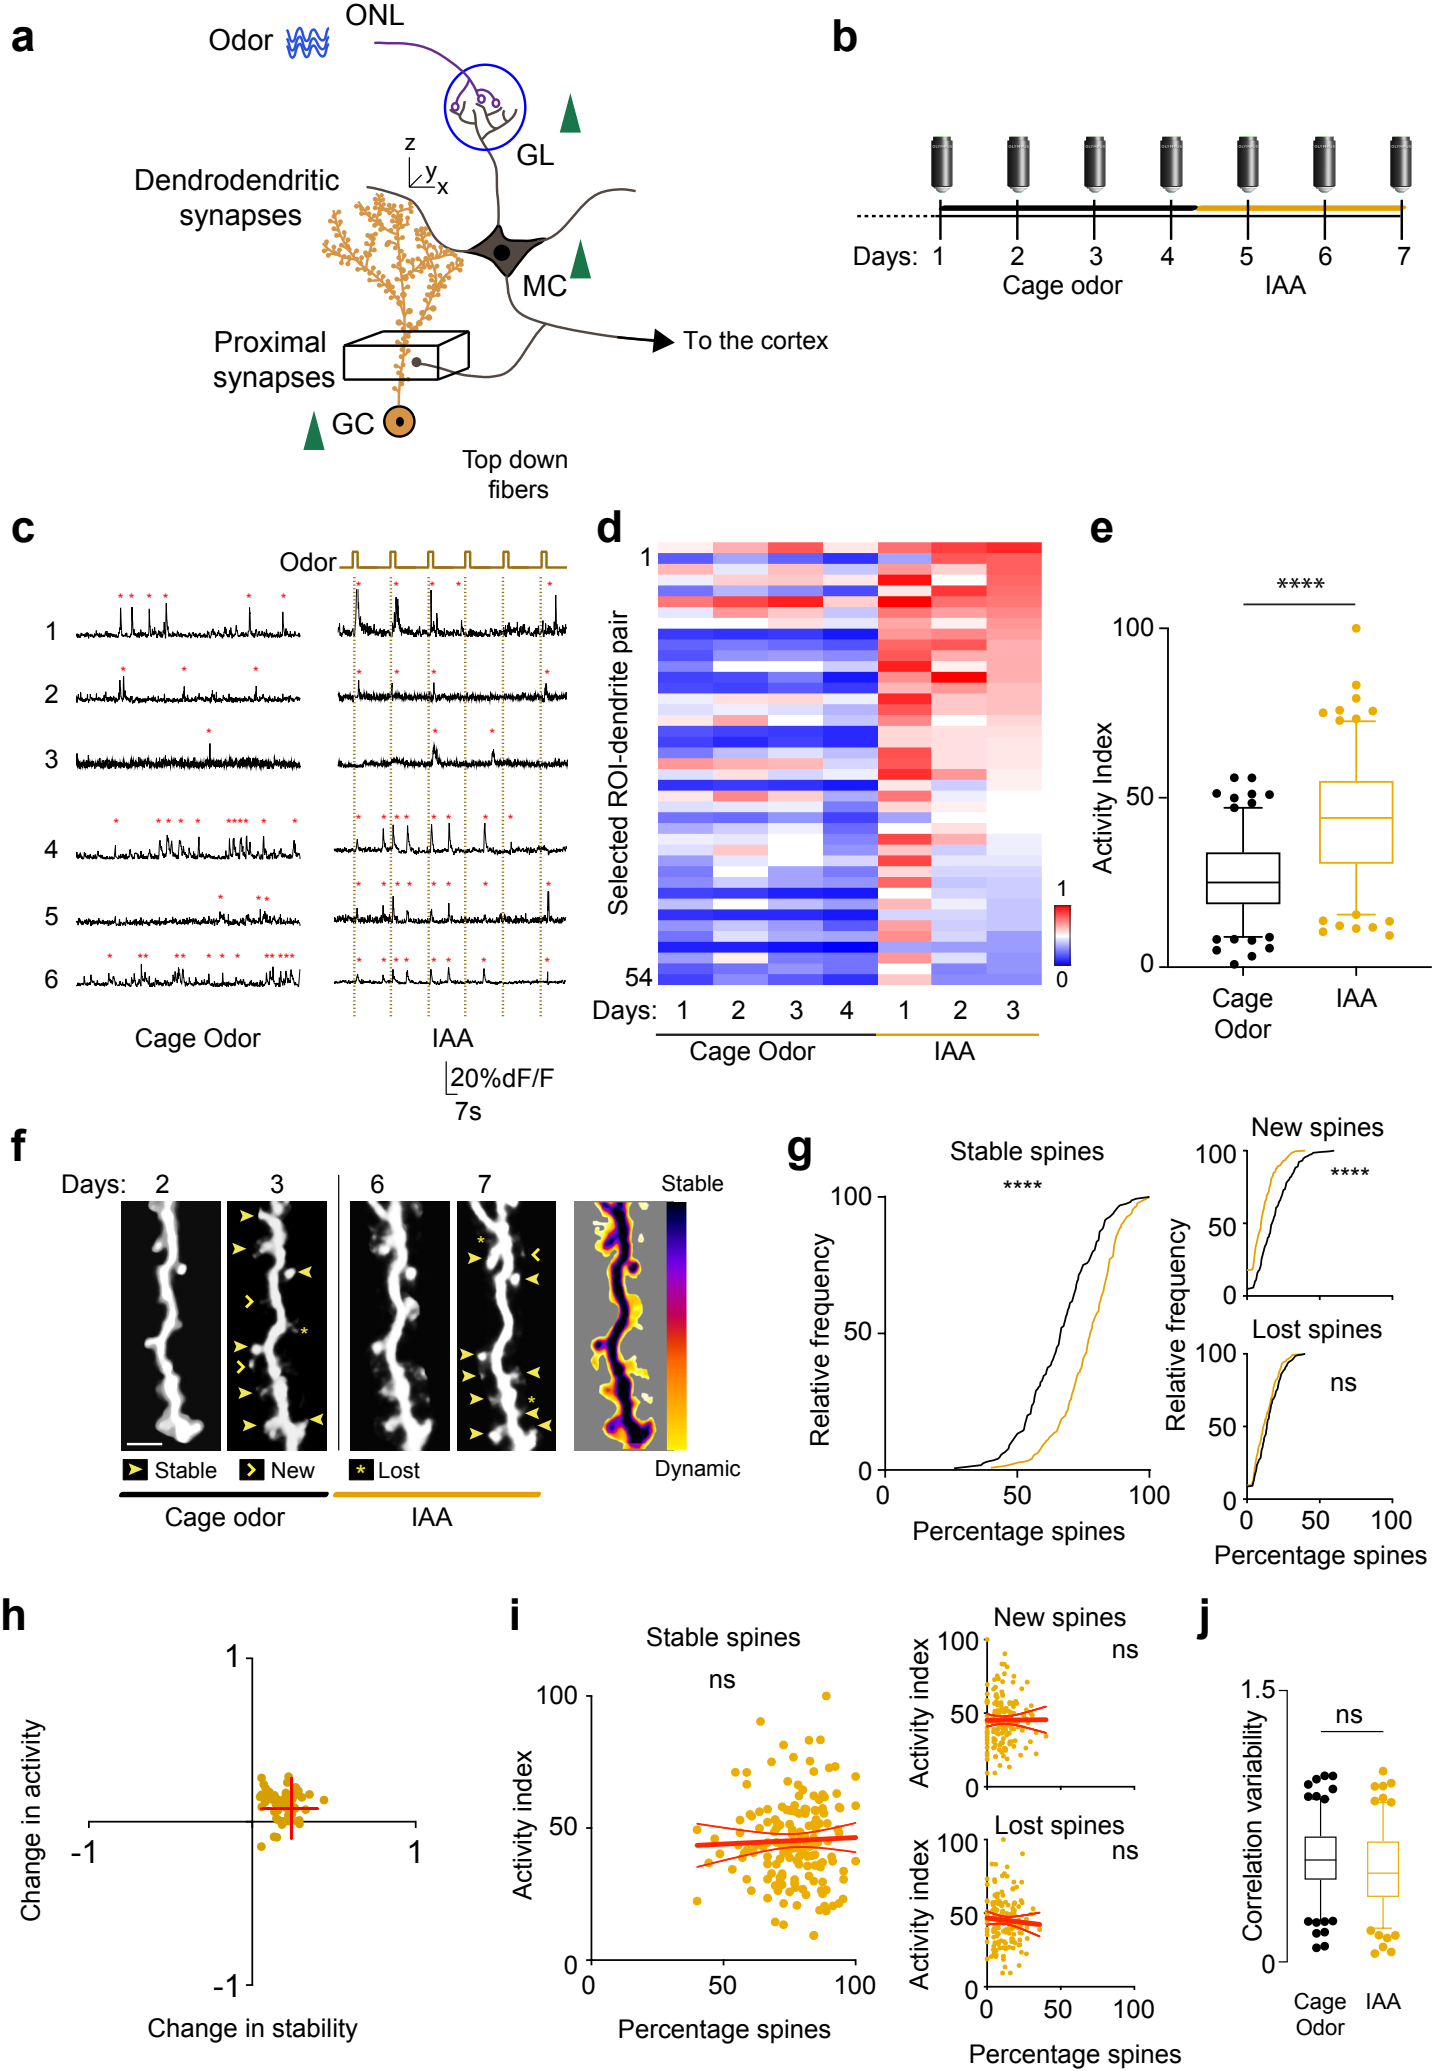 a
ONL
Odor
GL
z
y
x
Dendrodendritic
synapses
MC
Proximal
synapses
To the cortex
GC
Top down
fibers
b
OLYMPUS OLYMPUS OLYMPUS OLYMPUS OLYMPUS OLYMPUS OLYMPUS
Days: 1 2 3 4 5 6 7
Cage odor IAA
c
Odor
1
2
3
4
5
6
Cage Odor IAA
20%dF/F
7s
d
Selected ROI-dendrite pair
1
54
1
0
Days: 1 2 3 4 1 2 3
Cage Odor IAA
e
****
Activity Index
100
50
0
Cage
Odor
IAA
f
Days: 2 3 6 7
Stable
Dynamic
Stable New * Lost
Cage odor IAA
g
Stable spines
****
Relative frequency
100
50
0
0 50 100
Percentage spines
New spines
****
100
50
0
Relative frequency
Lost spines
ns
100
50
0
0 50 100
Percentage spines
h
1
Change in activity
-1 1
-1
Change in stability
i
Stable spines
ns
Activity index
100
50
0
0 50 100
Percentage spines
New spines
ns
Activity index
100
50
0
Lost spines
ns
Activity index
100
50
0
0 50 100
Percentage spines
j
1.5
ns
Correlation variability
0
Cage
Odor
IAA